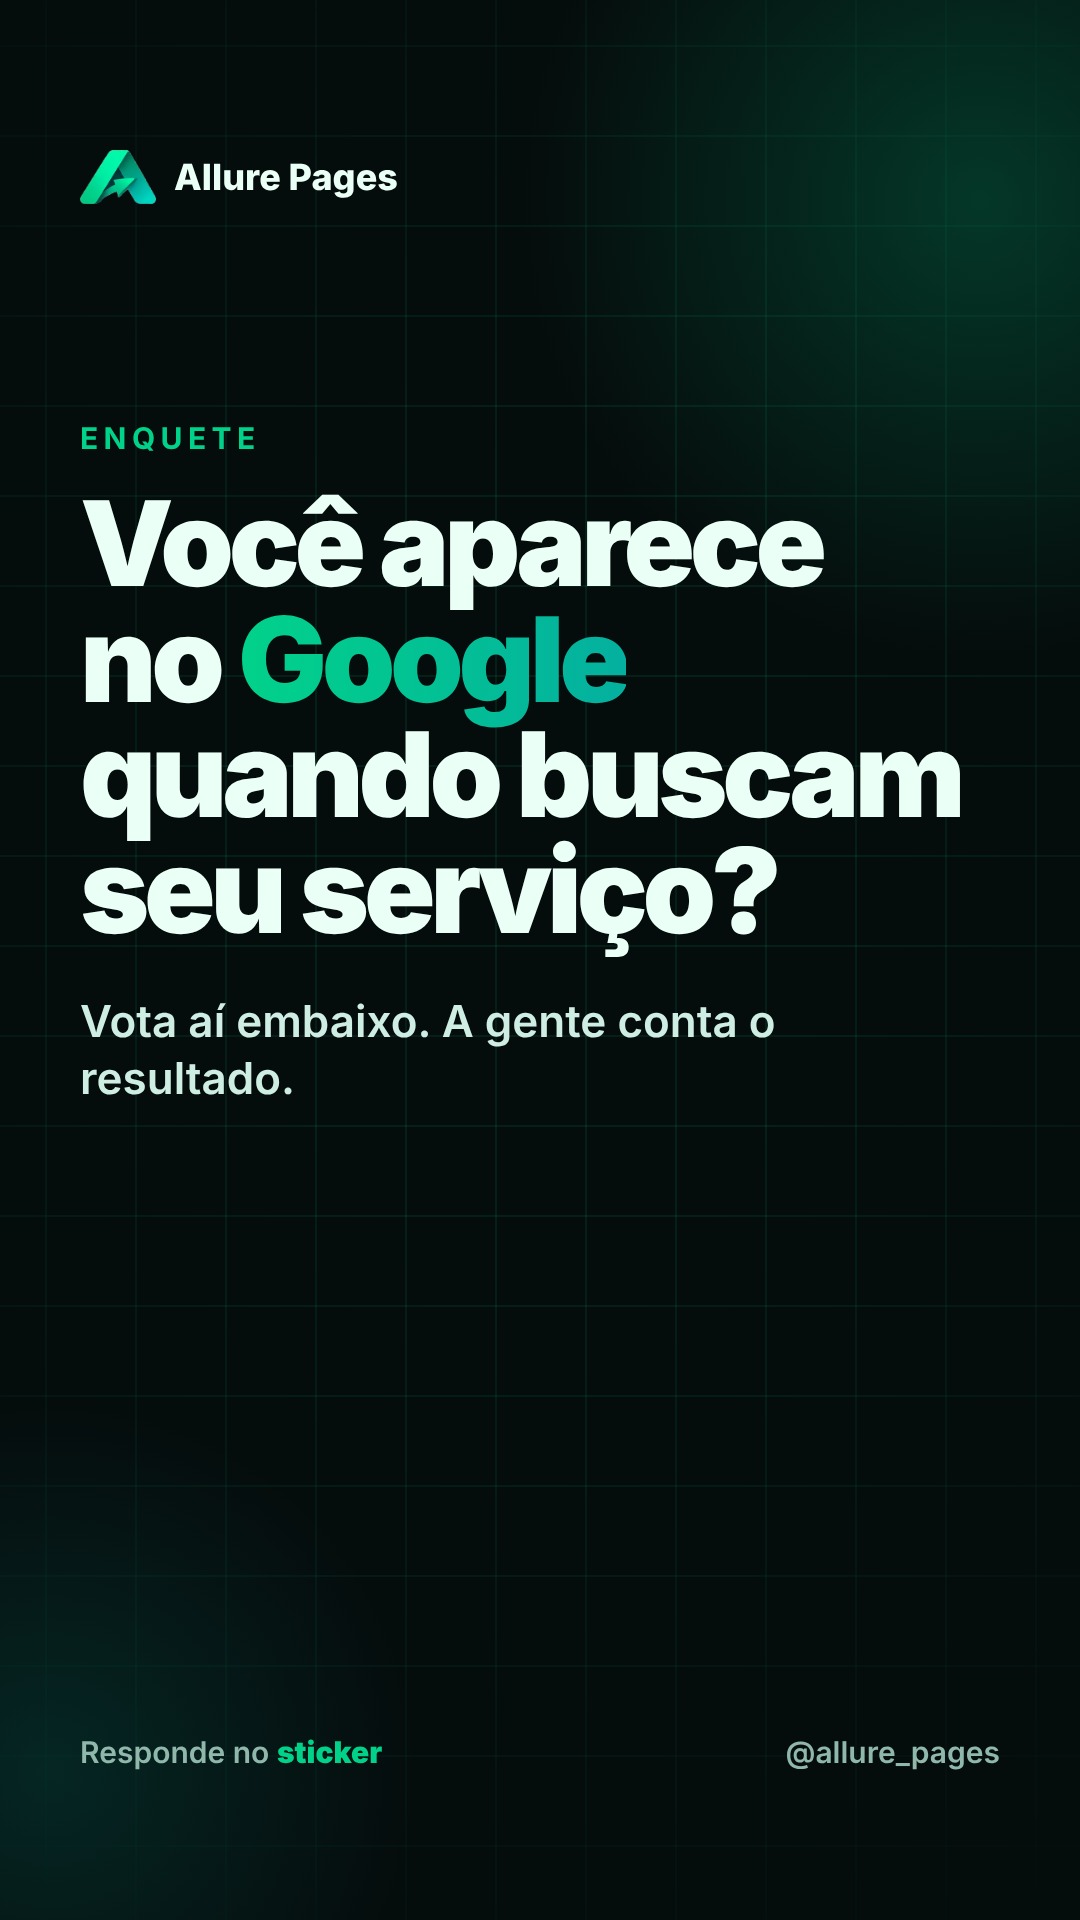 Allure Pages
ENQUETE
Você aparece
no Google
quando buscam
seu serviço?
Vota aí embaixo. A gente conta o
resultado.
Responde no sticker
@allure_pages